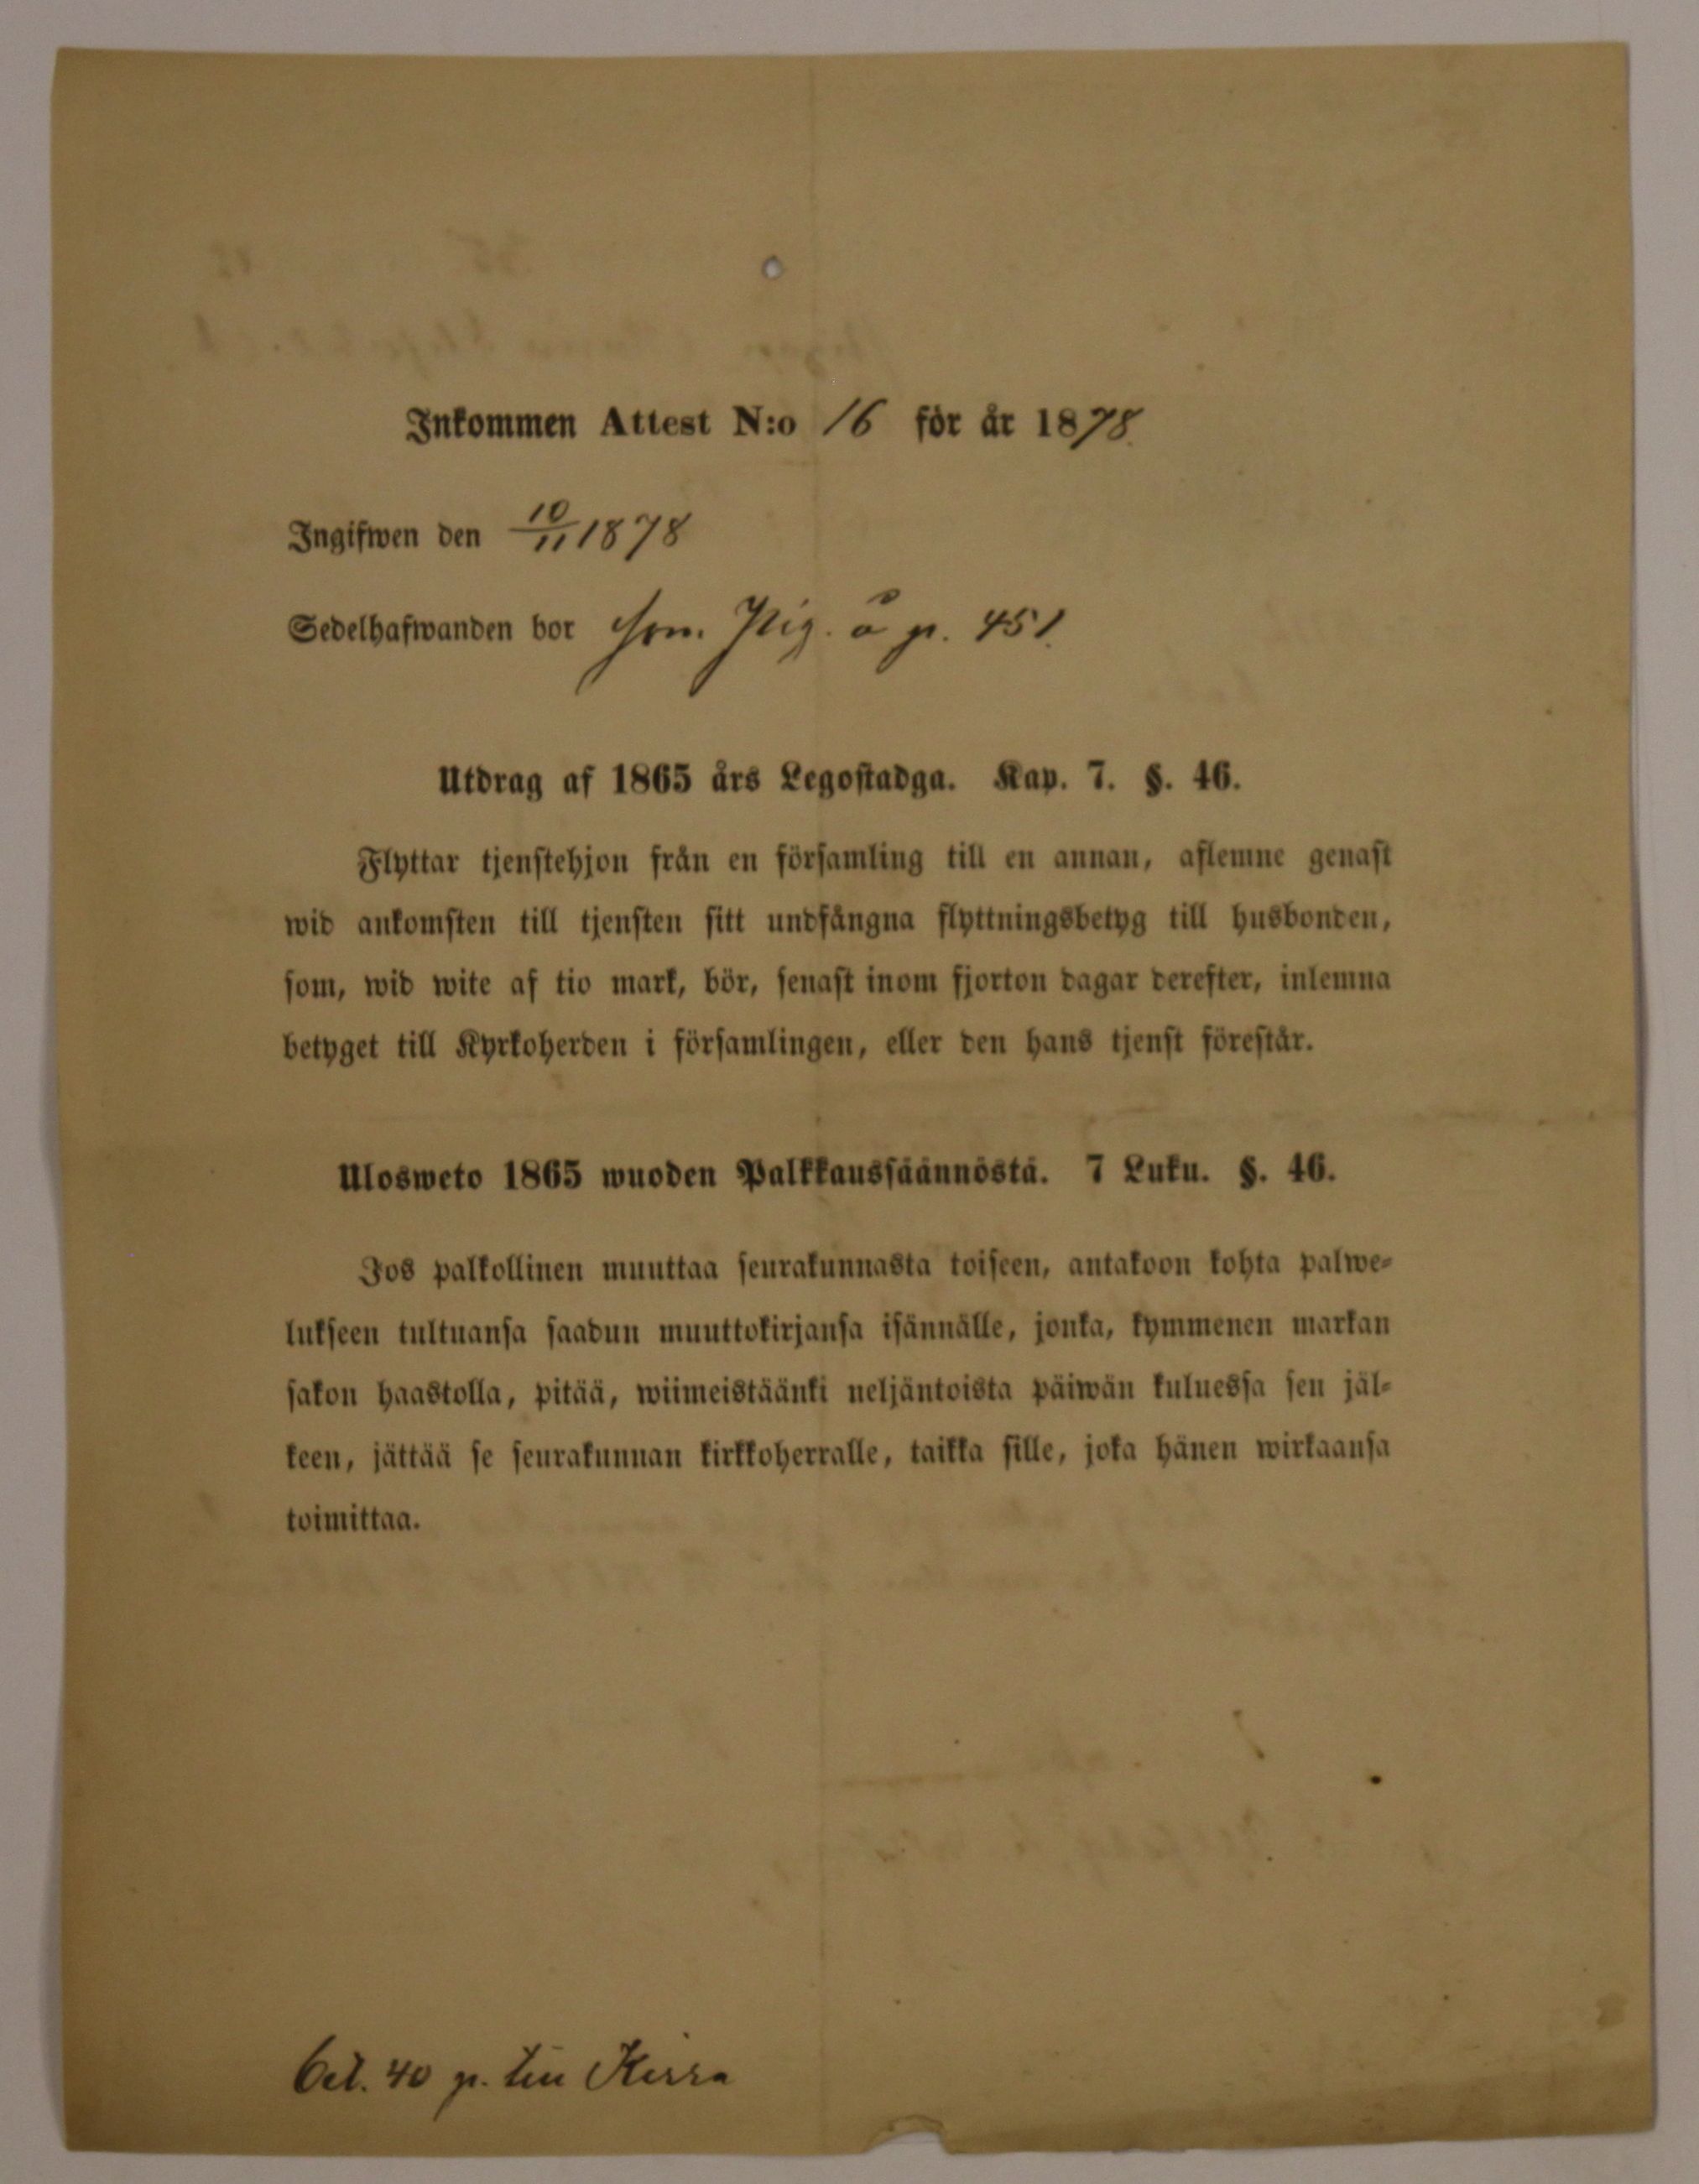 Inkommen Attest N:o 16 för år 1878.
Ingifwen den 10/11 1878
Sedelhafwanden bor som Pig. å p. 451.
Utdrag af 1865 års Legostadga. Kap. 7. §. 46.
Flyttar tjenstehjon från en församling till en annan, aflemne genast
wid ankomsten till tjensten sitt undfångna flyttningsbetyg till husbonden,
som, wid wite af tio mark, bör, senast inom fjorton dagar derefter, inlemna
betyget till Kyrkoherden i församlingen, eller den hans tjenst förestår.
Ulosweto 1865 wuoden Palkkaussäännöstä. 7 Luku. §. 46.
Jos palkollinen muuttaa seurakunnasta toiseen, antakoon kohta palwe-
lukseen tultuansa saadun muuttokirjansa isännälle, jonka, kymmenen markan
sakon haastolla, pitää, wiimeistäänki neljäntoista päiwän kuluessa sen jäl-
keen, jättää se seurakunnan kirkkoherralle, taikka sille, joka hänen wirkaansa
toimittaa.
40 p.